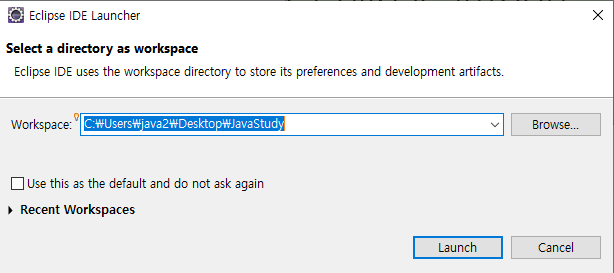 Eclipse IDE Launcher
Select a directory as workspace
Eclipse IDE uses the workspace directory to store its preferences and development artifacts.
Workspace: C:₩Users₩java2₩Desktop₩JavaStudy Browse...
Use this as the default and do not ask again
Recent Workspaces
Launch Cancel